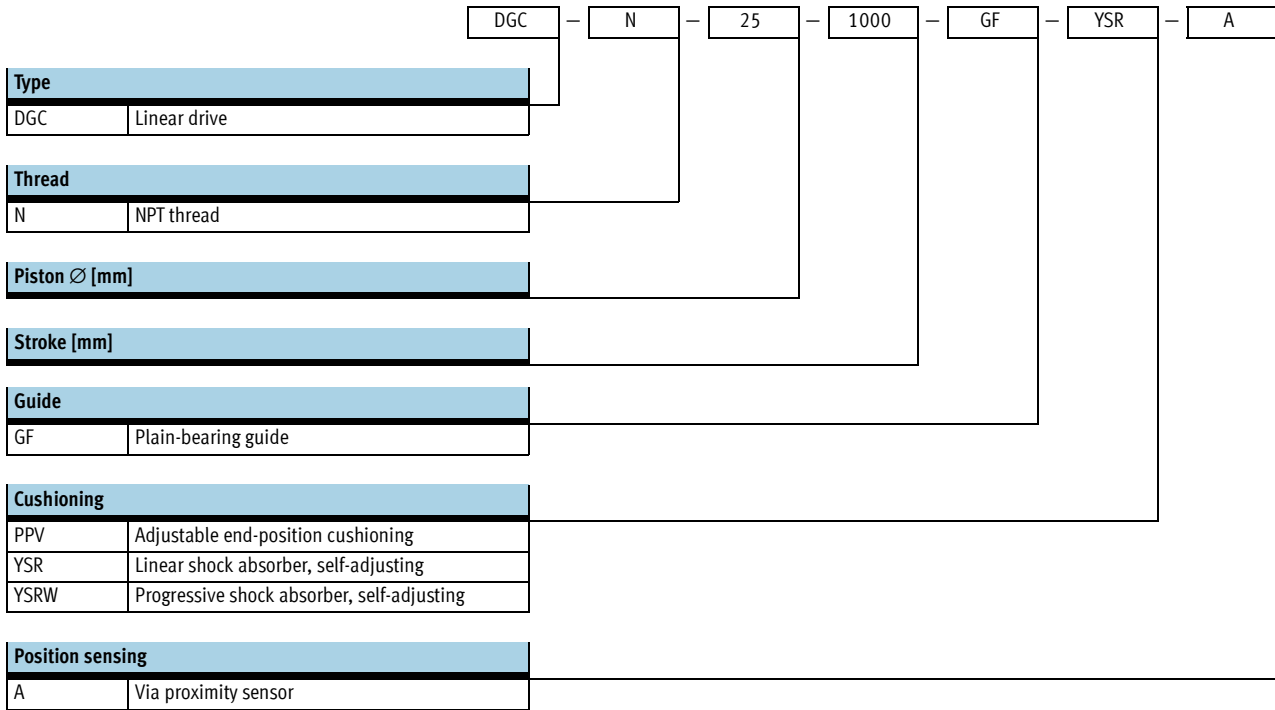 DGC – N – 25 – 1000 – GF – YSR – A
Type
DGC Linear drive
Thread
N NPT thread
Piston ∅ [mm]
Stroke [mm]
Guide
GF Plain-bearing guide
Cushioning
PPV Adjustable end-position cushioning
YSR Linear shock absorber, self-adjusting
YSRW Progressive shock absorber, self-adjusting
Position sensing
A Via proximity sensor